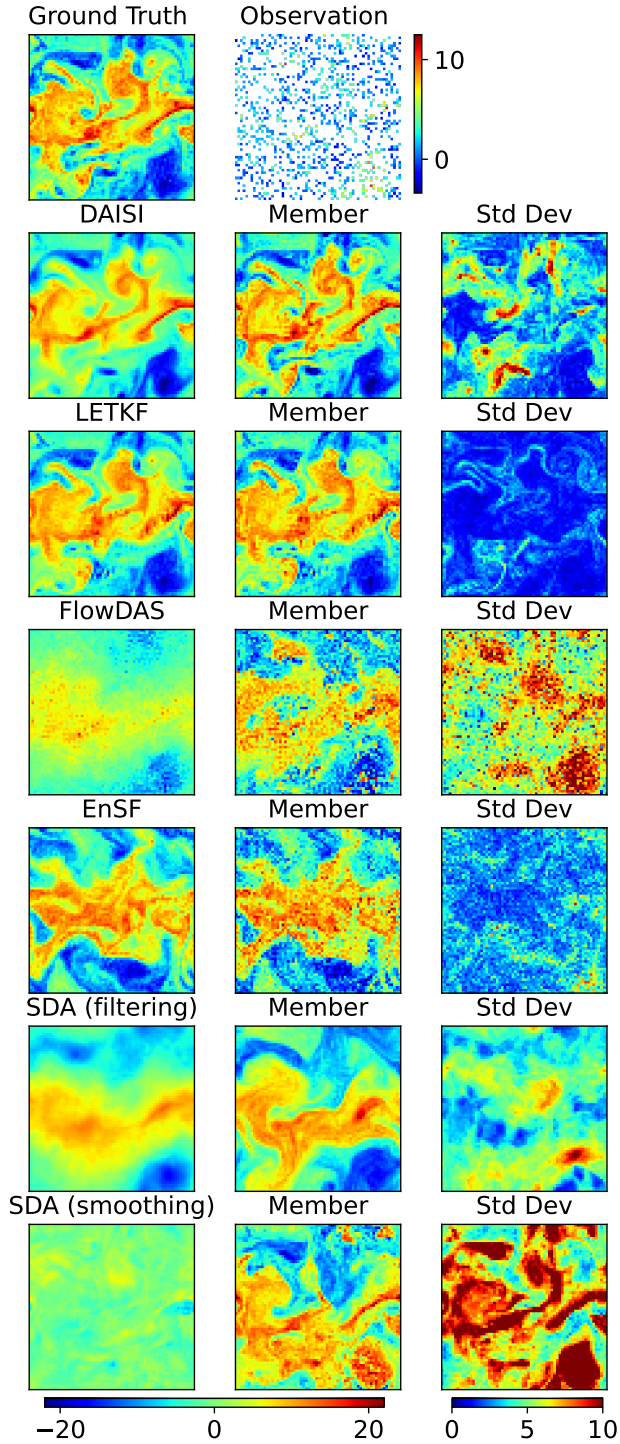 Ground Truth Observation
10
0
DAISI Member Std Dev
LETKF Member Std Dev
FlowDAS Member Std Dev
EnSF Member Std Dev
SDA (filtering) Member Std Dev
SDA (smoothing) Member Std Dev
−20 0 20 0 5 10